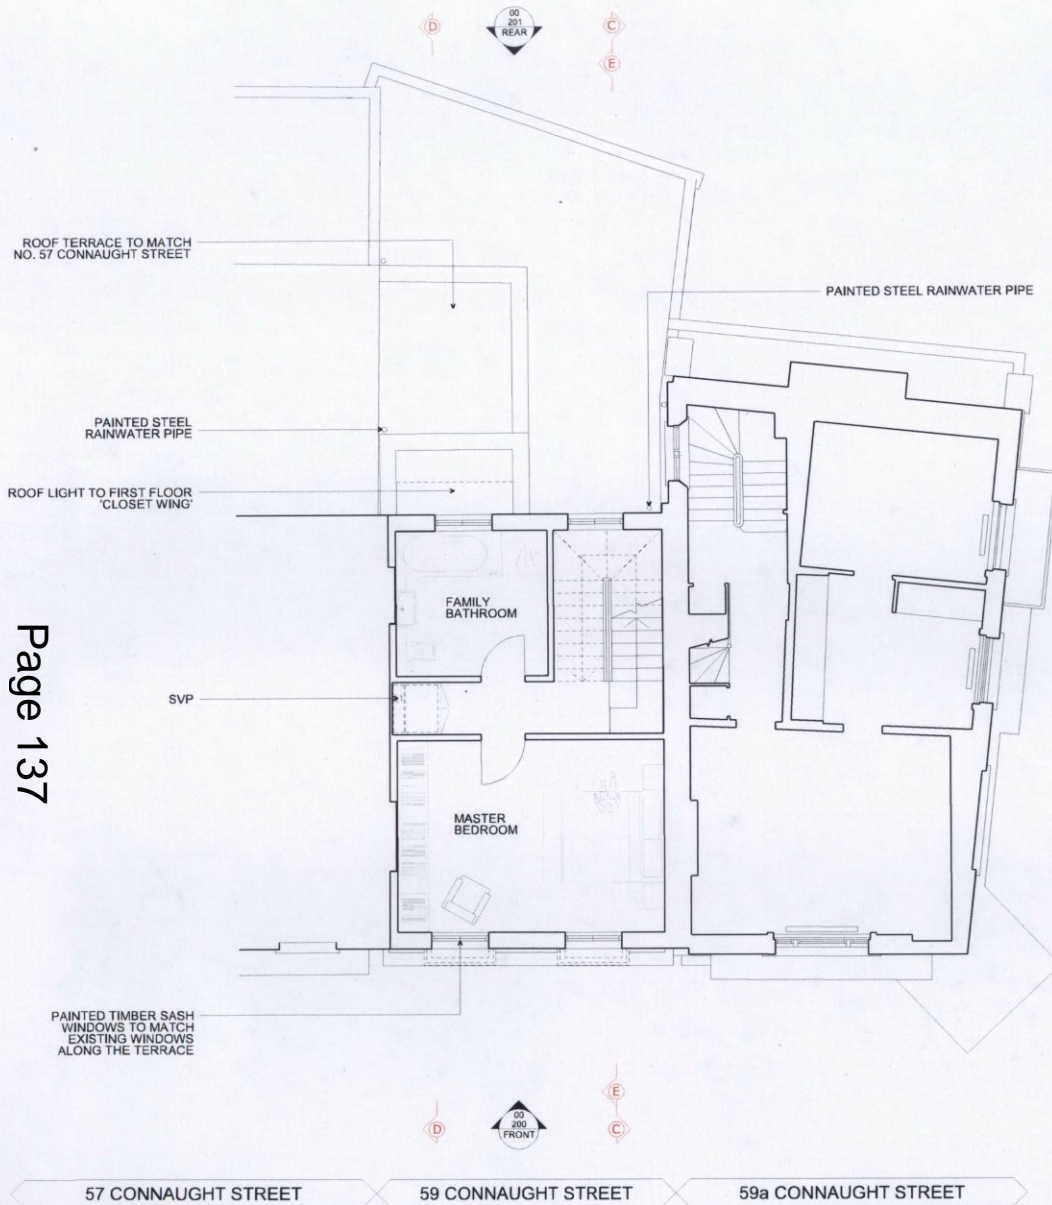 D
00
201
REAR
C
E
ROOF TERRACE TO MATCH
NO. 57 CONNAUGHT STREET
PAINTED STEEL RAINWATER PIPE
PAINTED STEEL
RAINWATER PIPE
ROOF LIGHT TO FIRST FLOOR
'CLOSET WING'
FAMILY
BATHROOM
Page 137
SVP
MASTER
BEDROOM
PAINTED TIMBER SASH
WINDOWS TO MATCH
EXISTING WINDOWS
ALONG THE TERRACE
E
D
00
200
FRONT
C
57 CONNAUGHT STREET
59 CONNAUGHT STREET
59a CONNAUGHT STREET